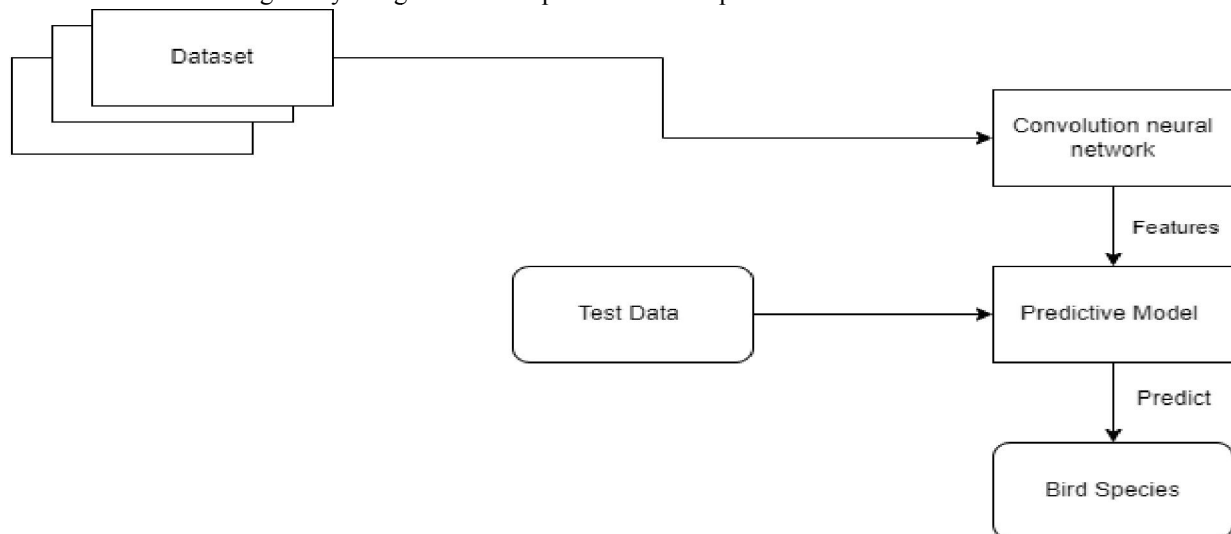 Dataset
Convolution neural
network
Features
Test Data
Predictive Model
Predict
Bird Species